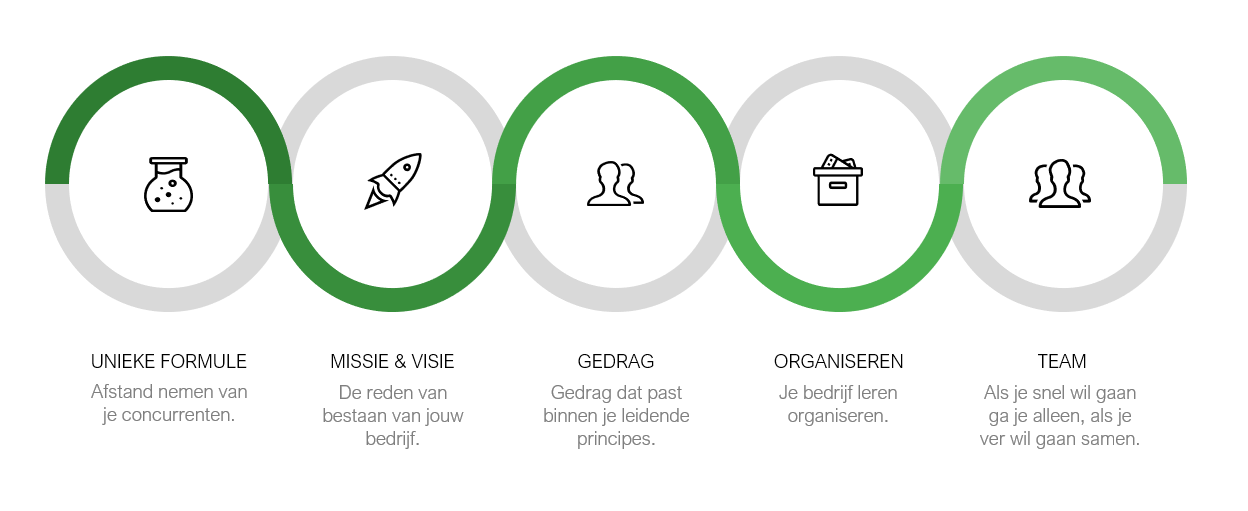 UNIEKE FORMULE
Afstand nemen van
je concurrenten.
MISSIE & VISIE
De reden van
bestaan van jouw
bedrijf.
GEDRAG
Gedrag dat past
binnen je leidende
principes.
ORGANISEREN
Je bedrijf leren
organiseren.
TEAM
Als je snel wil gaan
ga je alleen, als je
ver wil gaan samen.